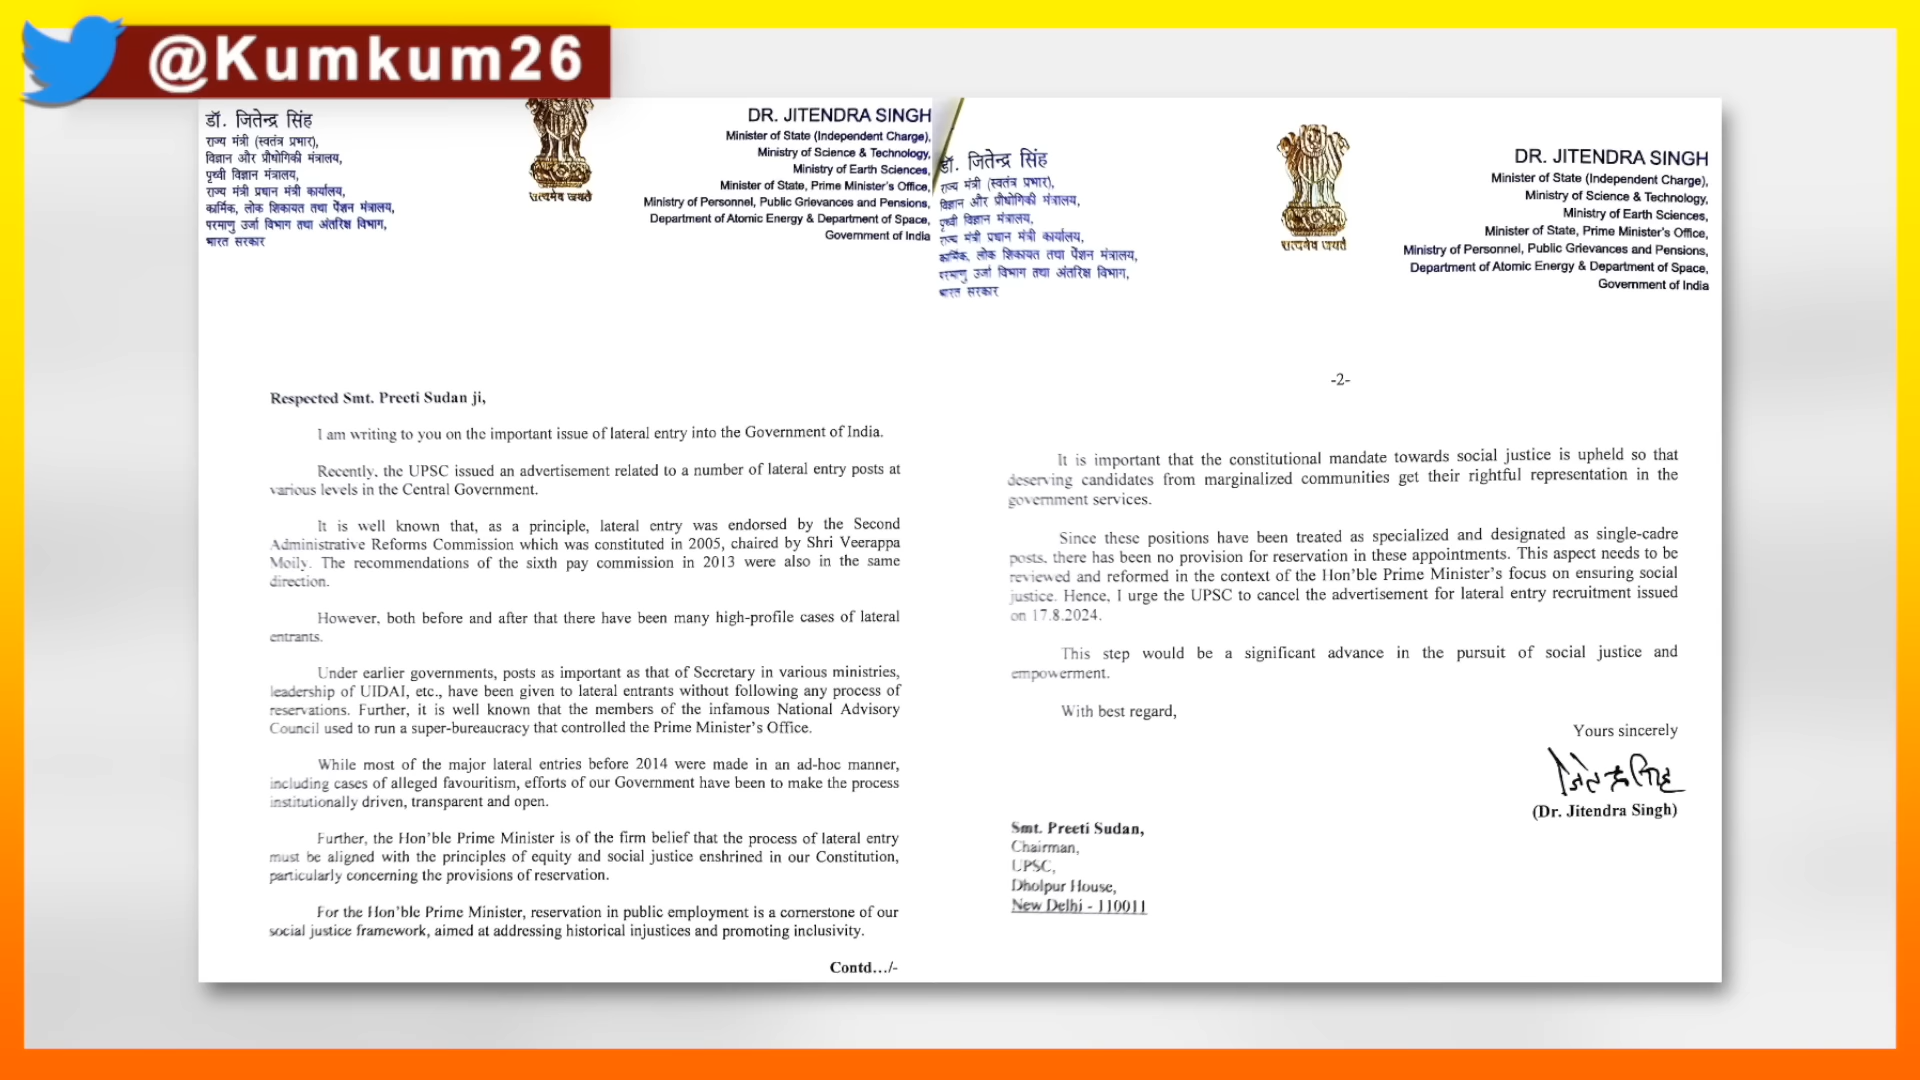 @Kumkum26
डॉ. जितेन्द्र सिंह
राज्य मंत्री (स्वतंत्र प्रभार),
विज्ञान और प्रौद्योगिकी मंत्रालय,
पृथ्वी विज्ञान मंत्रालय,
राज्य मंत्री प्रधान मंत्री कार्यालय,
कार्मिक, लोक शिकायत तथा पेंशन मंत्रालय,
परमाणु उर्जा विभाग तथा अंतरिक्ष विभाग,
भारत सरकार
सत्यमेव जयते
DR. JITENDRA SINGH
Minister of State (Independent Charge),
Ministry of Science & Technology,
Ministry of Earth Sciences,
Minister of State, Prime Minister's Office,
Ministry of Personnel, Public Grievances and Pensions,
Department of Atomic Energy & Department of Space,
Government of India
Respected Smt. Preeti Sudan ji,
I am writing to you on the important issue of lateral entry into the Government of India.
Recently, the UPSC issued an advertisement related to a number of lateral entry posts at
various levels in the Central Government.
It is well known that, as a principle, lateral entry was endorsed by the Second
Administrative Reforms Commission which was constituted in 2005, chaired by Shri Veerappa
Moily. The recommendations of the sixth pay commission in 2013 were also in the same
direction.
However, both before and after that there have been many high-profile cases of lateral
entrants.
Under earlier governments, posts as important as that of Secretary in various ministries,
leadership of UIDAI, etc., have been given to lateral entrants without following any process of
reservations. Further, it is well known that the members of the infamous National Advisory
Council used to run a super-bureaucracy that controlled the Prime Minister's Office.
While most of the major lateral entries before 2014 were made in an ad-hoc manner,
including cases of alleged favouritism, efforts of our Government have been to make the process
institutionally driven, transparent and open.
Further, the Hon'ble Prime Minister is of the firm belief that the process of lateral entry
must be aligned with the principles of equity and social justice enshrined in our Constitution,
particularly concerning the provisions of reservation.
For the Hon'ble Prime Minister, reservation in public employment is a cornerstone of our
social justice framework, aimed at addressing historical injustices and promoting inclusivity.
Contd.../-
डॉ. जितेन्द्र सिंह
राज्य मंत्री (स्वतंत्र प्रभार),
विज्ञान और प्रौद्योगिकी मंत्रालय,
पृथ्वी विज्ञान मंत्रालय,
राज्य मंत्री प्रधान मंत्री कार्यालय,
कार्मिक, लोक शिकायत तथा पेंशन मंत्रालय,
परमाणु उर्जा विभाग तथा अंतरिक्ष विभाग,
भारत सरकार
सत्यमेव जयते
DR. JITENDRA SINGH
Minister of State (Independent Charge),
Ministry of Science & Technology,
Ministry of Earth Sciences,
Minister of State, Prime Minister's Office,
Ministry of Personnel, Public Grievances and Pensions,
Department of Atomic Energy & Department of Space,
Government of India
-2-
It is important that the constitutional mandate towards social justice is upheld so that
deserving candidates from marginalized communities get their rightful representation in the
government services.
Since these positions have been treated as specialized and designated as single-cadre
posts, there has been no provision for reservation in these appointments. This aspect needs to be
reviewed and reformed in the context of the Hon'ble Prime Minister's focus on ensuring social
justice. Hence, I urge the UPSC to cancel the advertisement for lateral entry recruitment issued
on 17.8.2024.
This step would be a significant advance in the pursuit of social justice and
empowerment.
With best regard,
Yours sincerely
जितेन्द्र सिंह
(Dr. Jitendra Singh)
Smt. Preeti Sudan,
Chairman,
UPSC,
Dholpur House,
New Delhi - 110011